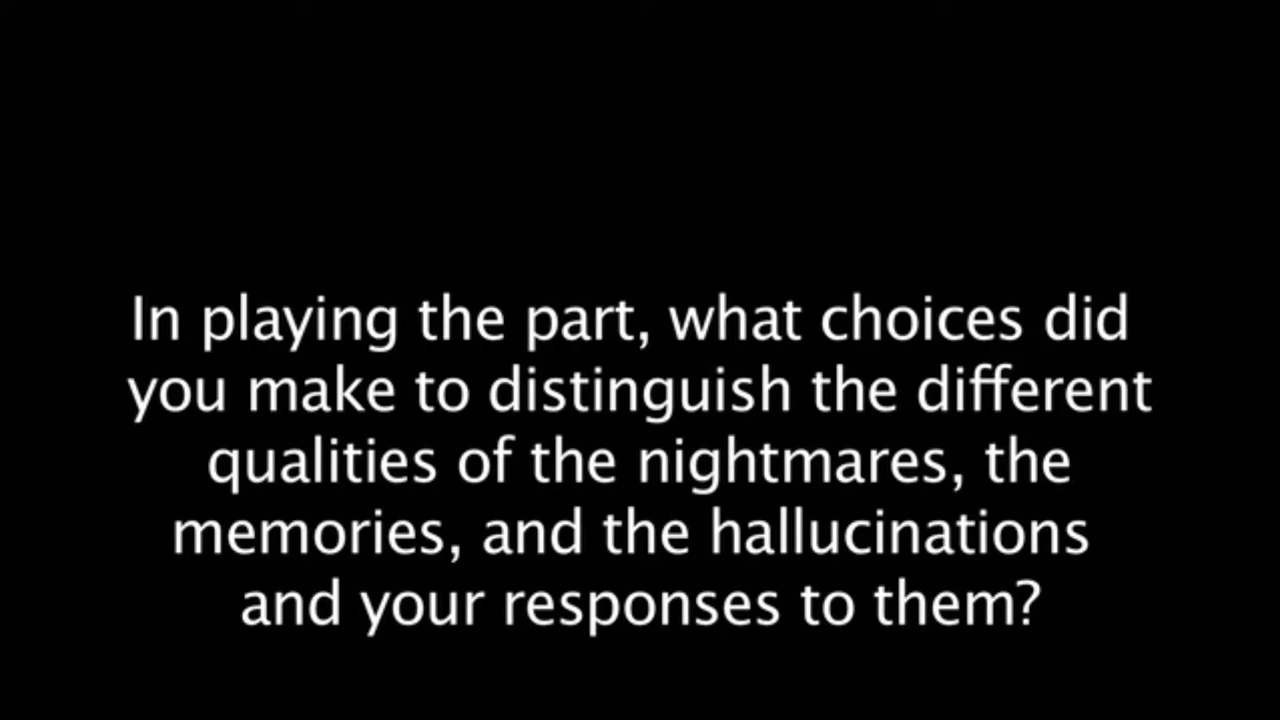 In playing the part, what choices did
you make to distinguish the different
qualities of the nightmares, the
memories, and the hallucinations
and your responses to them?